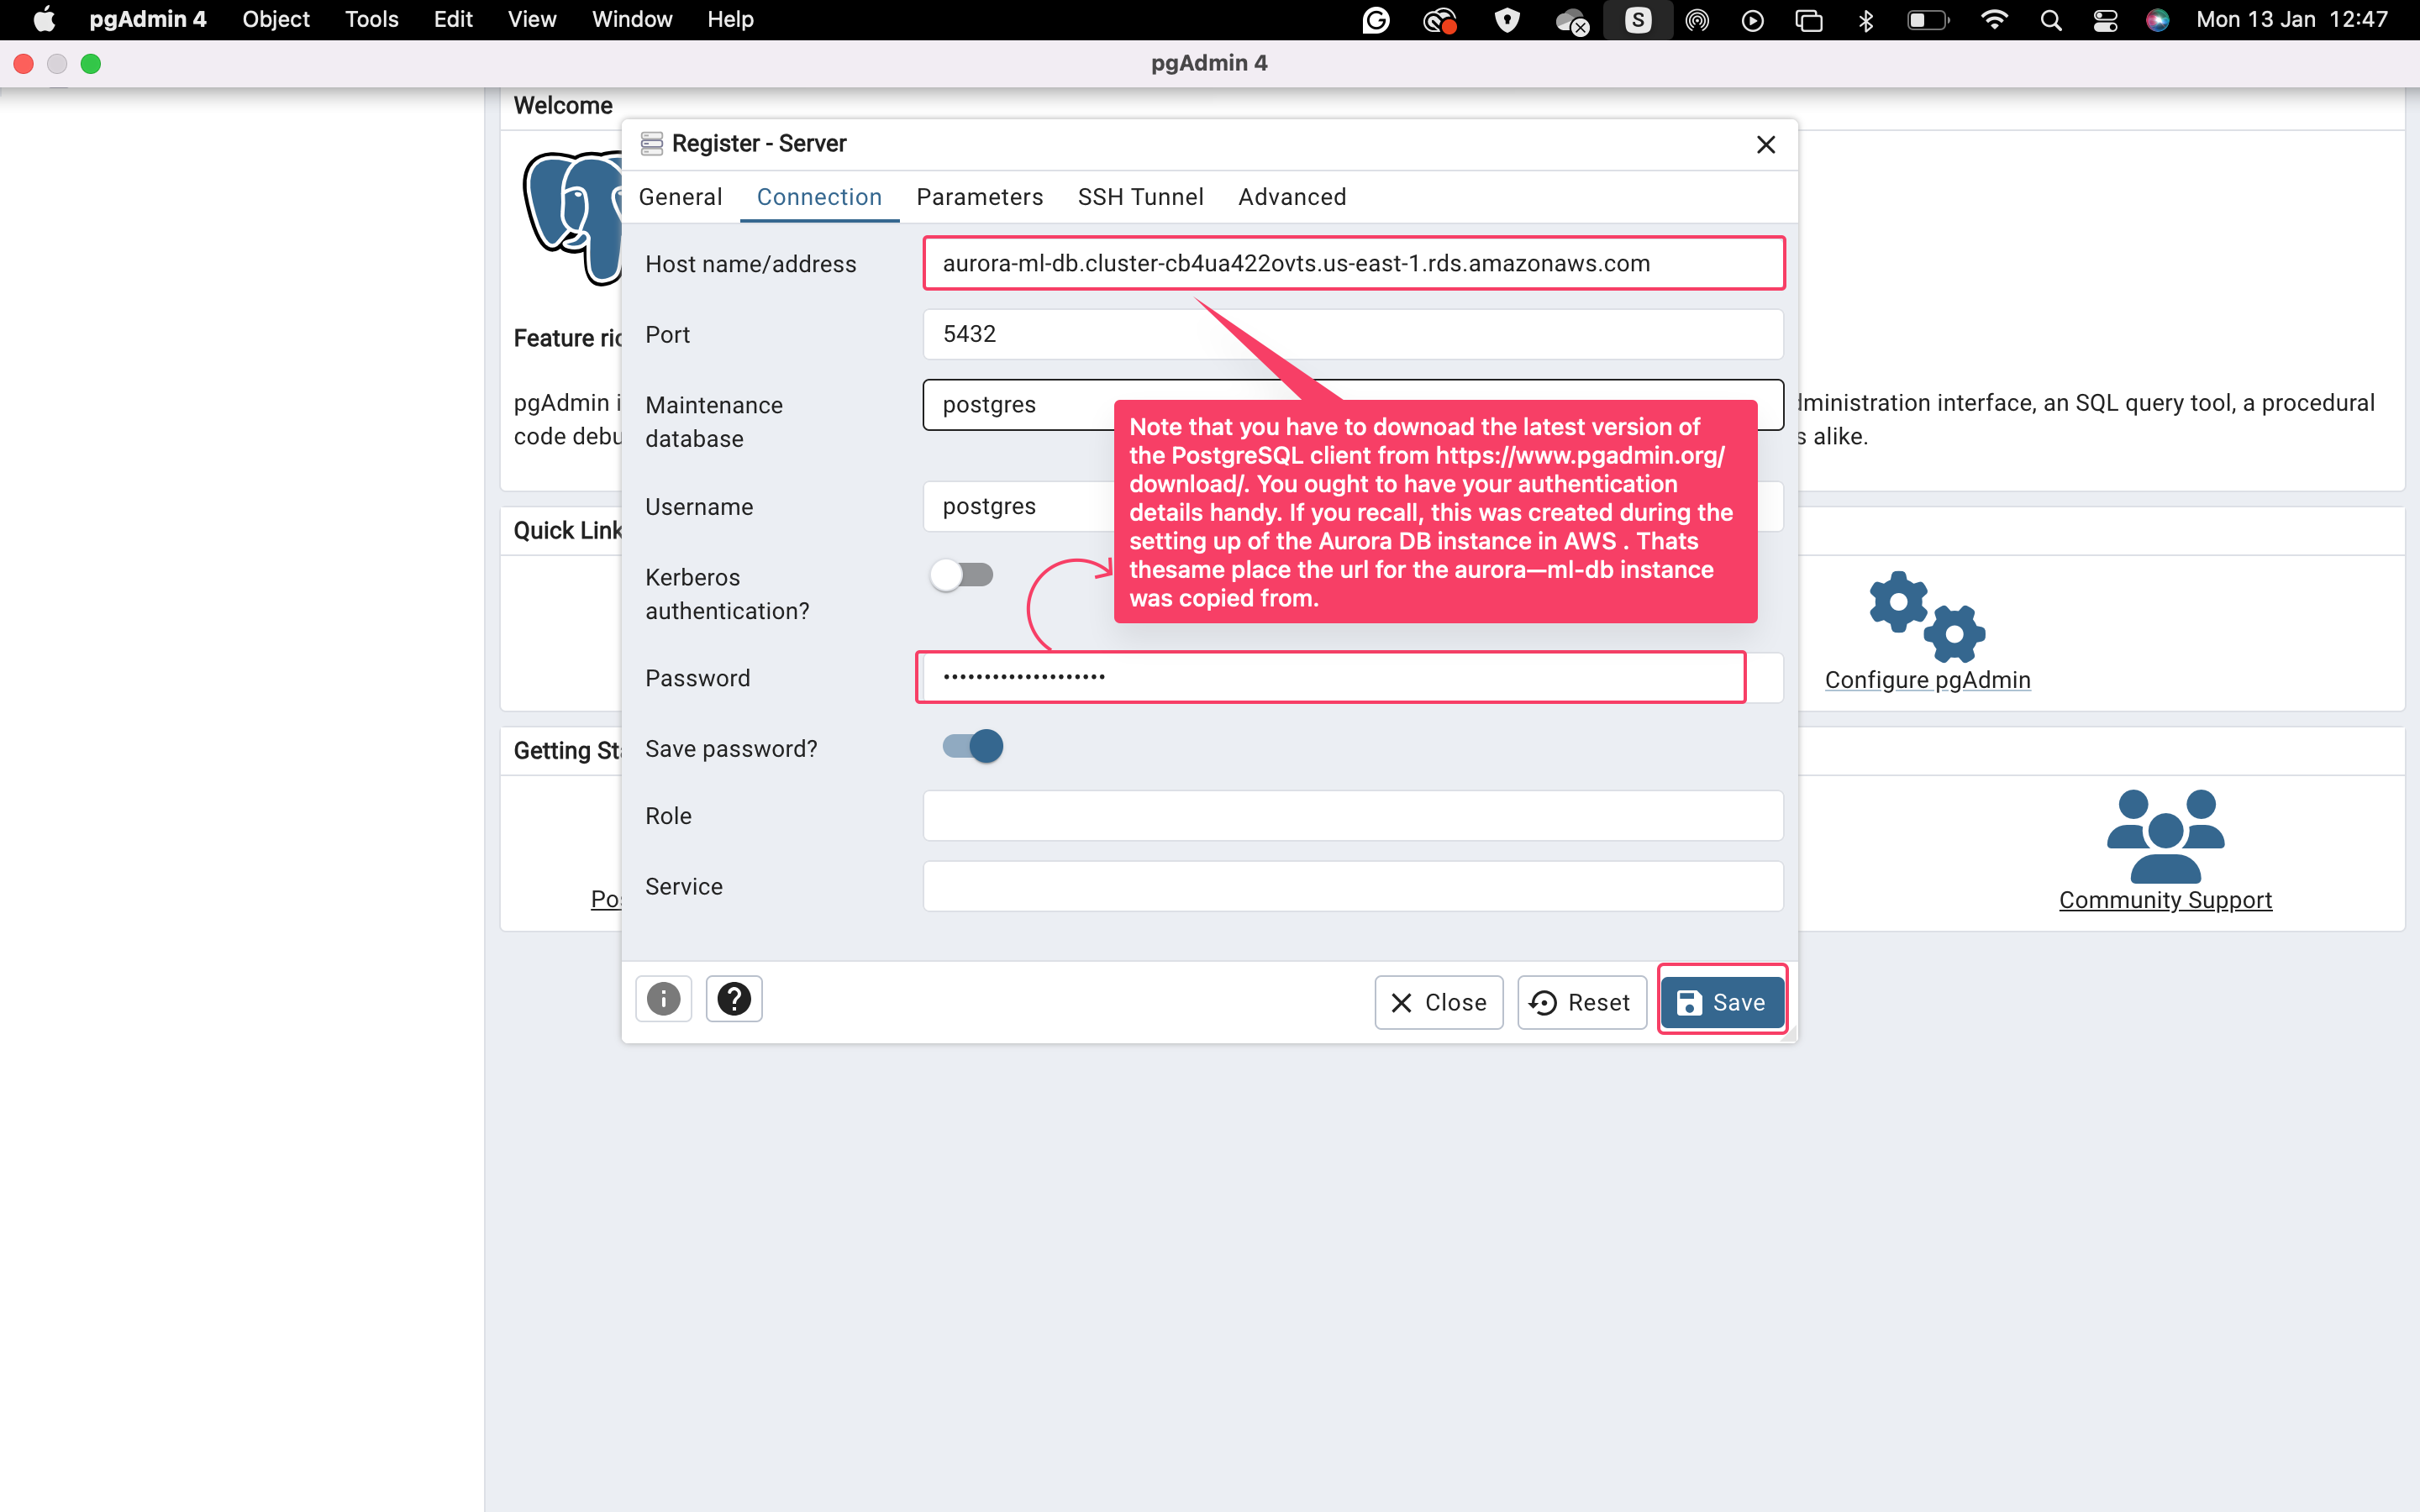 pgAdmin 4 Object Tools Edit View Window Help S Mon 13 Jan 12:47
pgAdmin 4
Welcome
Register - Server
General Connection Parameters SSH Tunnel Advanced
Host name/address
aurora-ml-db.cluster-cb4ua422ovts.us-east-1.rds.amazonaws.com
Port
5432
Maintenance
database
postgres
Username
postgres
Kerberos
authentication?
Password
Save password?
Role
Service
Note that you have to downoad the latest version of
the PostgreSQL client from https://www.pgadmin.org/
download/. You ought to have your authentication
details handy. If you recall, this was created during the
setting up of the Aurora DB instance in AWS . Thats
thesame place the url for the aurora—ml-db instance
was copied from.
Close Reset Save
Feature ric
pgAdmin i
code debu
dministration interface, an SQL query tool, a procedural
s alike.
Quick Link
Configure pgAdmin
Getting Sta
Pos
Community Support